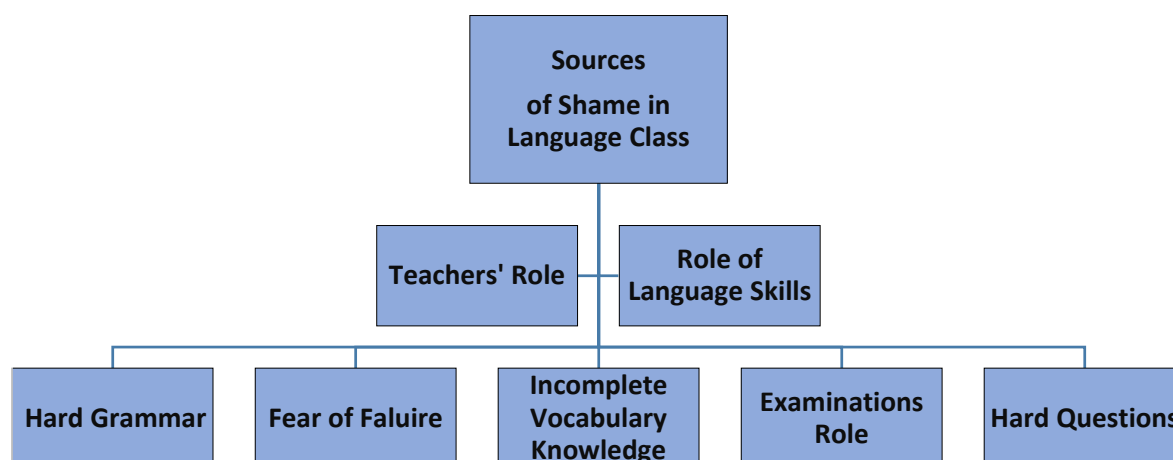 Sources
of Shame in
Language Class
Teachers' Role
Role of
Language Skills
Hard Grammar
Fear of Faluire
Incomplete
Vocabulary
Knowledge
Examinations
Role
Hard Questions